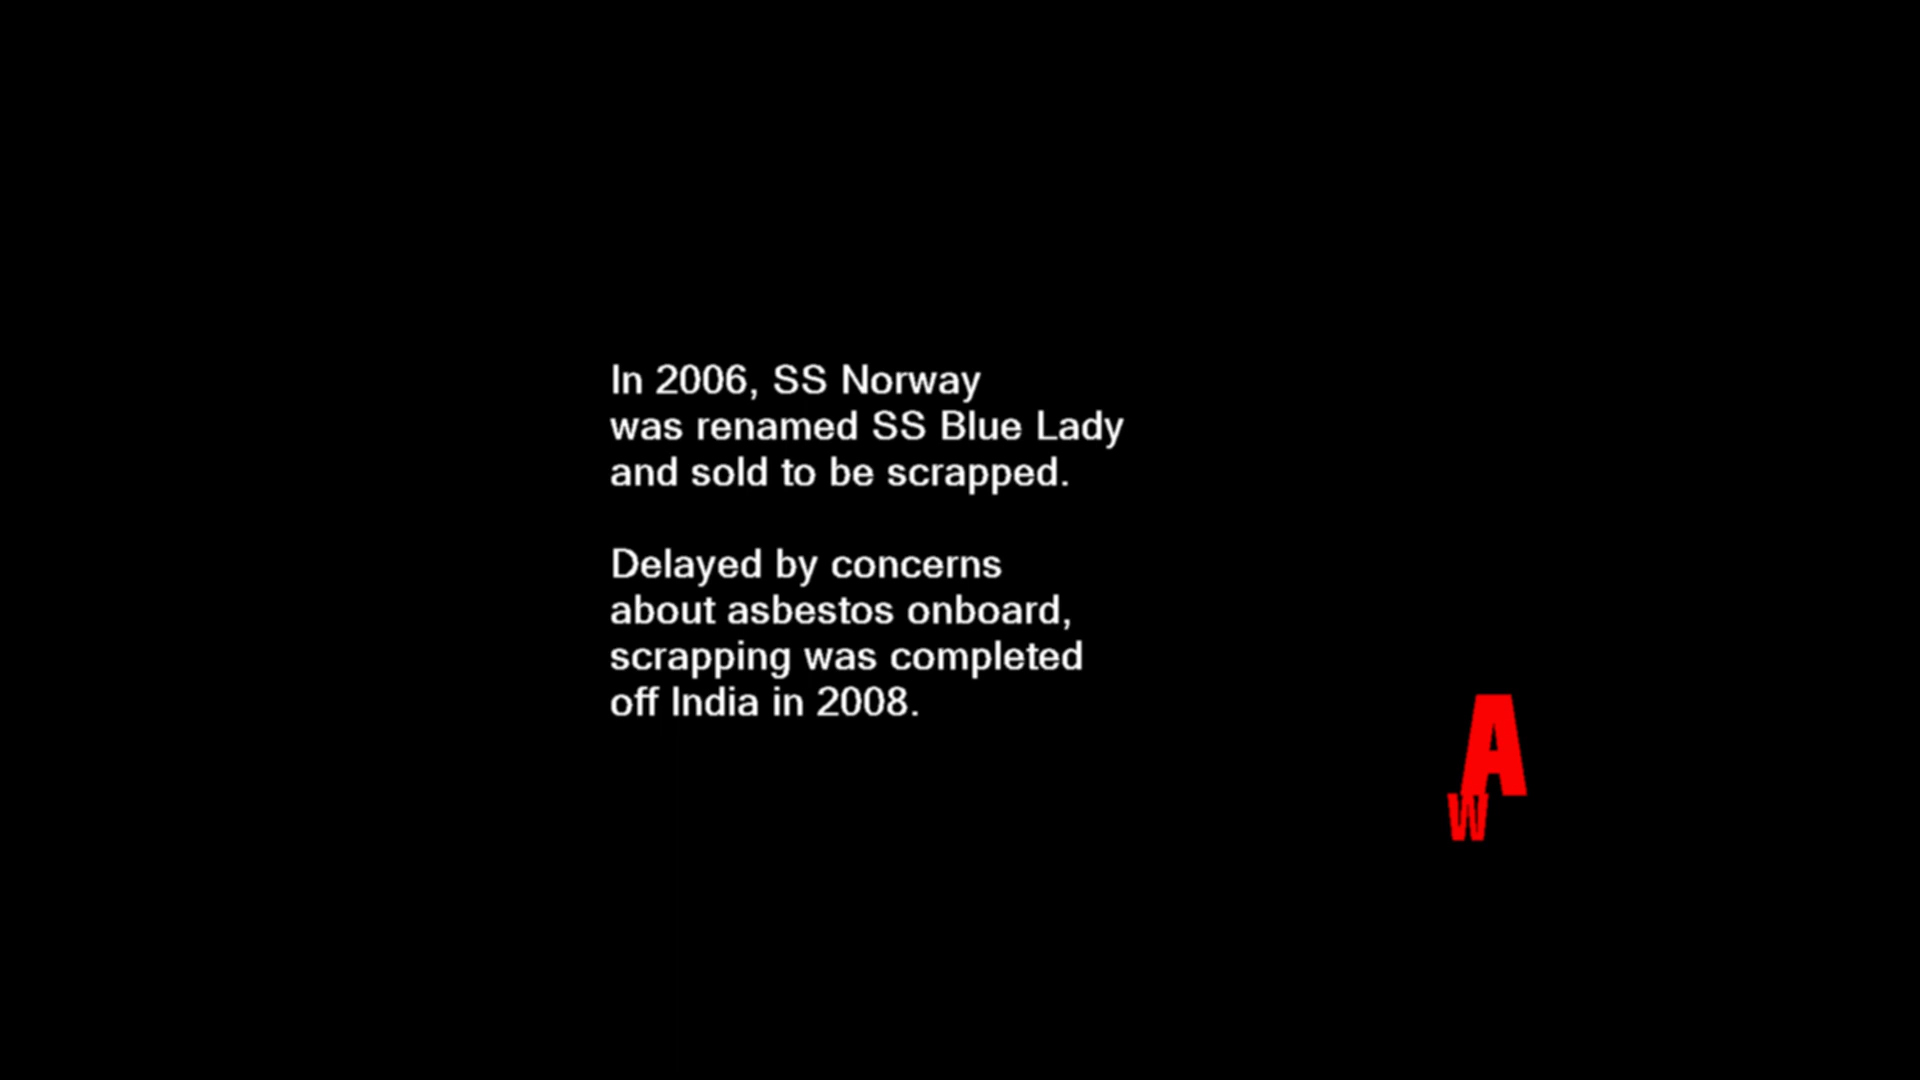 In 2006, SS Norway
was renamed SS Blue Lady
and sold to be scrapped.
Delayed by concerns
about asbestos onboard,
scrapping was completed
off India in 2008.
A
W